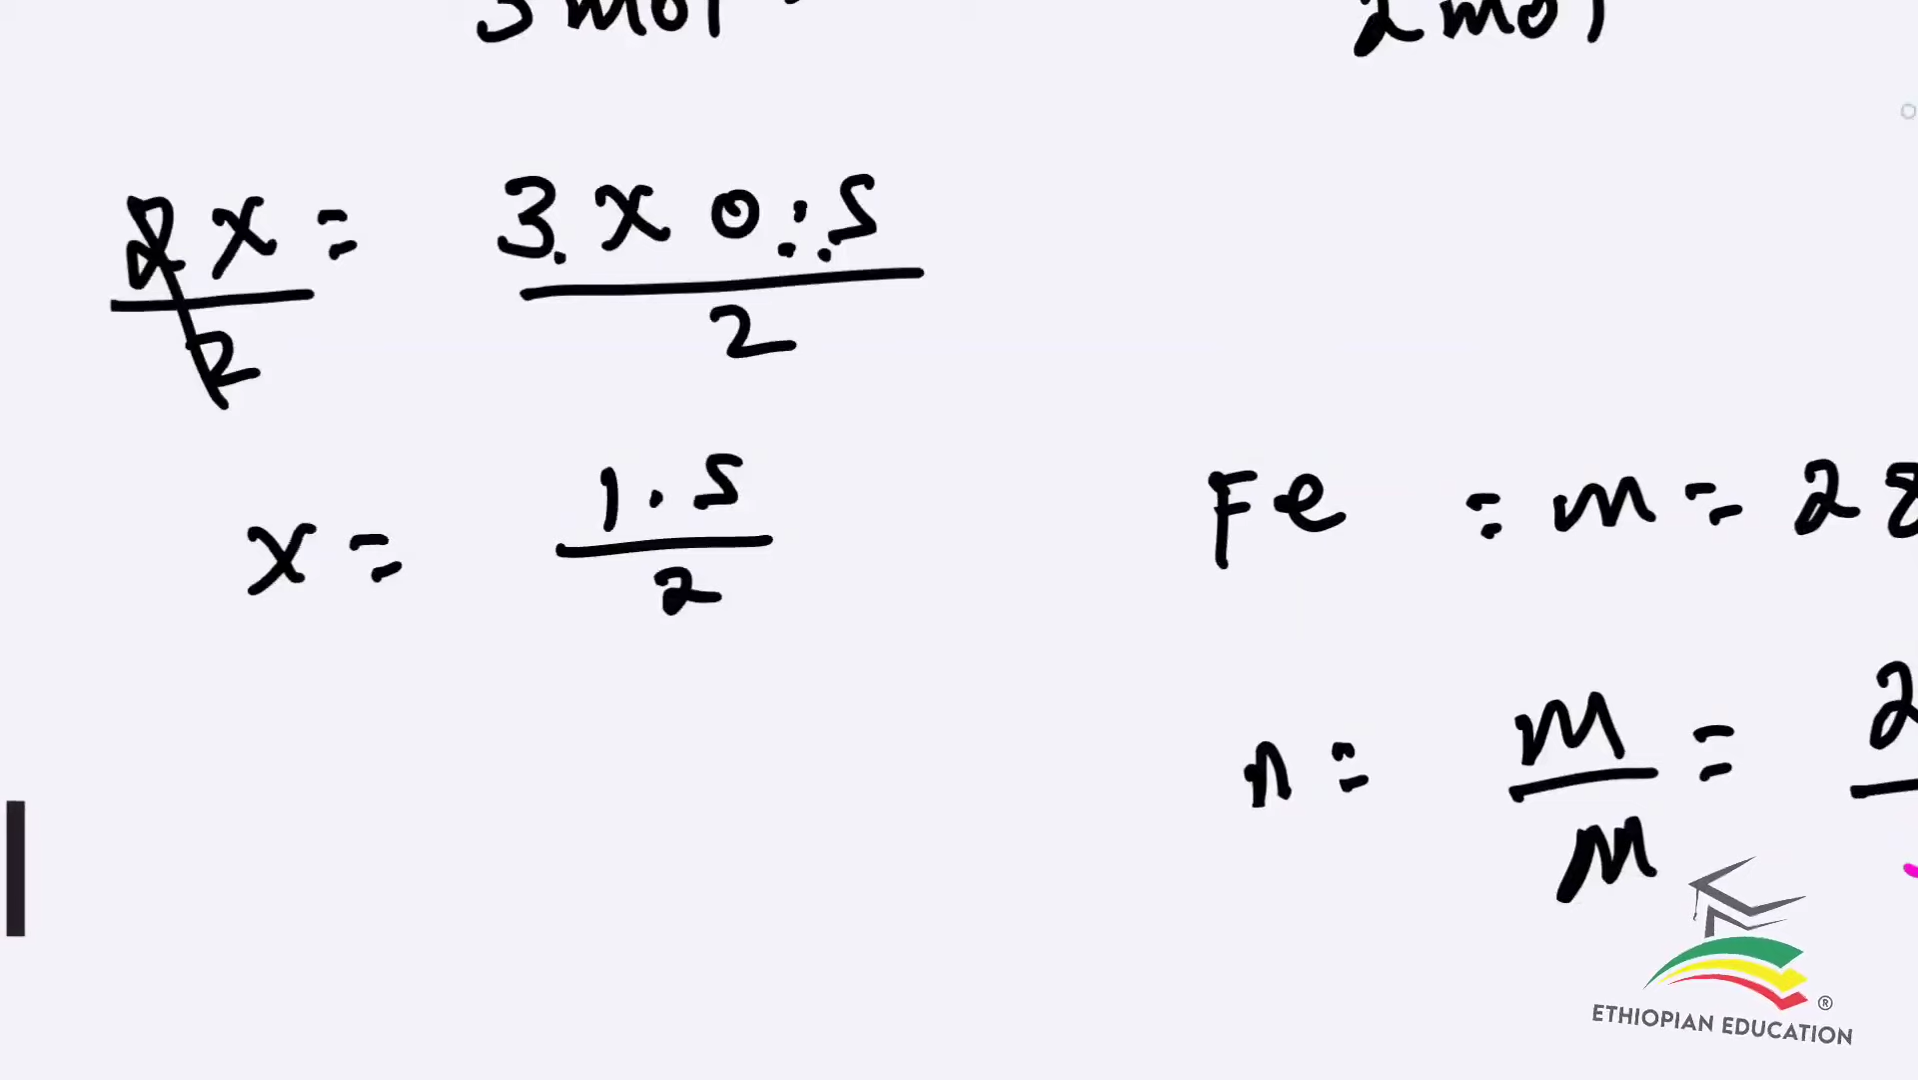 3 mol 2 mol
2x = 3 x 0.5
2 2
x = 1.5
2
Fe = m = 28
n = m = 2
M
ETHIOPIAN EDUCATION ®